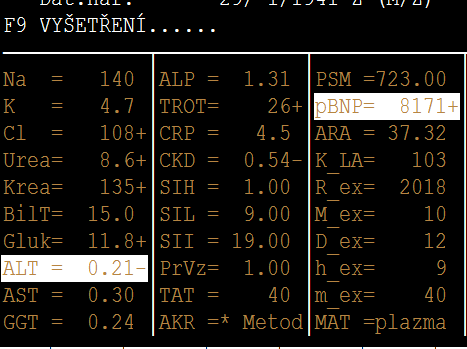 Dat.nar. 29/ 1/1941 Z (M/Z)
F9 VYŠETŘENÍ......
Na = 140 ALP = 1.31 PSM =723.00
K = 4.7 TROT= 26+ pBNP= 8171+
Cl = 108+ CRP = 4.5 ARA = 37.32
Urea= 8.6+ CKD = 0.54- K_LA= 103
Krea= 135+ SIH = 1.00 R_ex= 2018
BilT= 15.0 SIL = 9.00 M_ex= 10
Gluk= 11.8+ SII = 19.00 D_ex= 12
ALT = 0.21- PrVz= 1.00 h_ex= 9
AST = 0.30 TAT = 40 m_ex= 40
GGT = 0.24 AKR =* Metod MAT =plazma